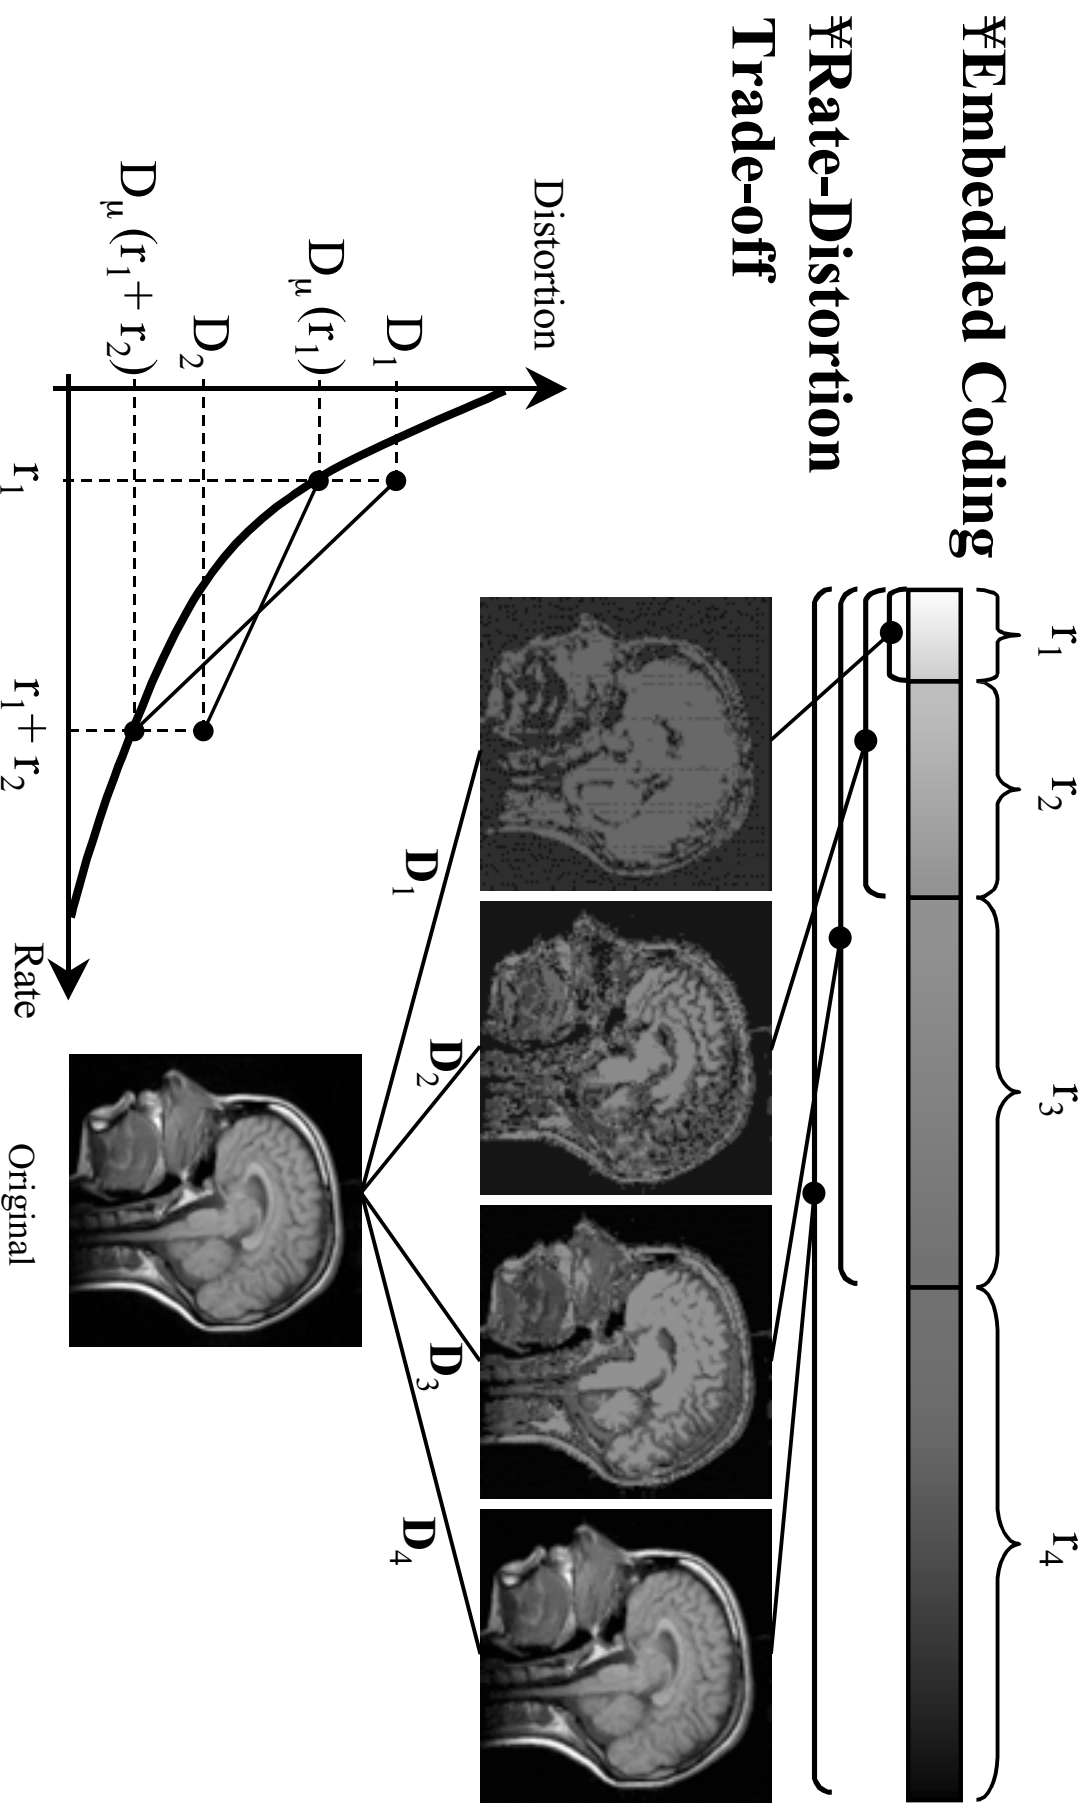 ¥Embedded Coding
r1
r2
r3
r4
¥Rate-Distortion
Trade-off
Distortion
D1
Dμ (r1)
D2
Dμ (r1+ r2)
r1
r1+ r2
Rate
D1
D2
D3
D4
Original